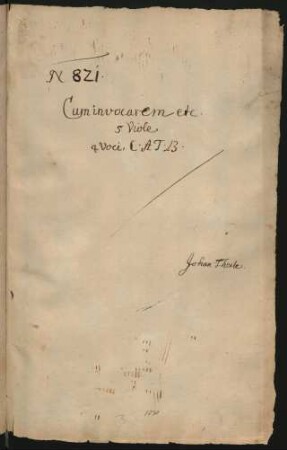 N 821.
Cum invocarem etc.
5 Viole
4 Voci. C. A T. B.
Johan Theile